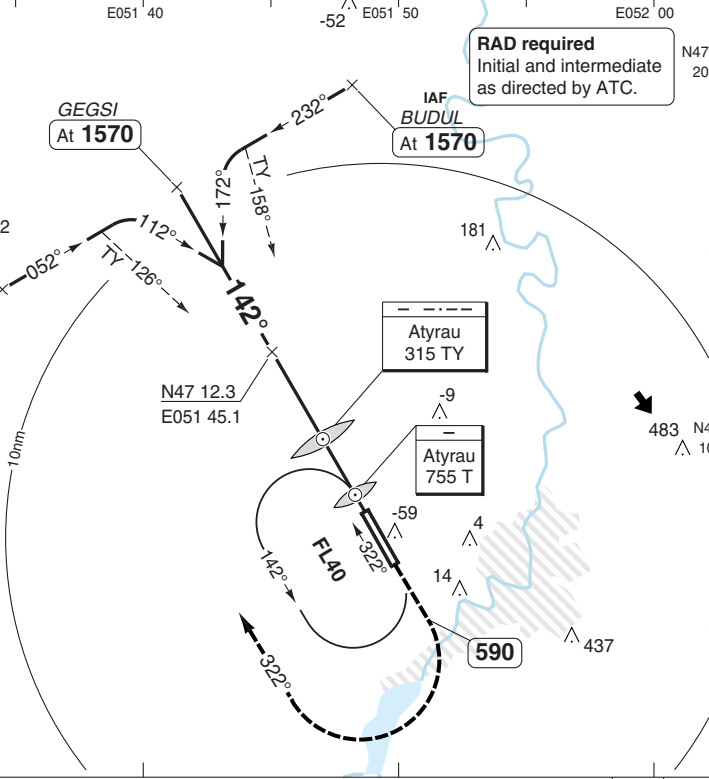 E051 40
-52
E051 50
E052 00
RAD required
Initial and intermediate
as directed by ATC.
N47
20
GEGSI
At 1570
IAF
BUDUL
At 1570
232°
172°
TY 158°
2
052°
112°
TY 126°
181
142°
Atyrau
315 TY
N47 12.3
E051 45.1
-9
483
N4
10
10nm
Atyrau
755 T
-59
4
FL40
322°
142°
14
437
590
322°